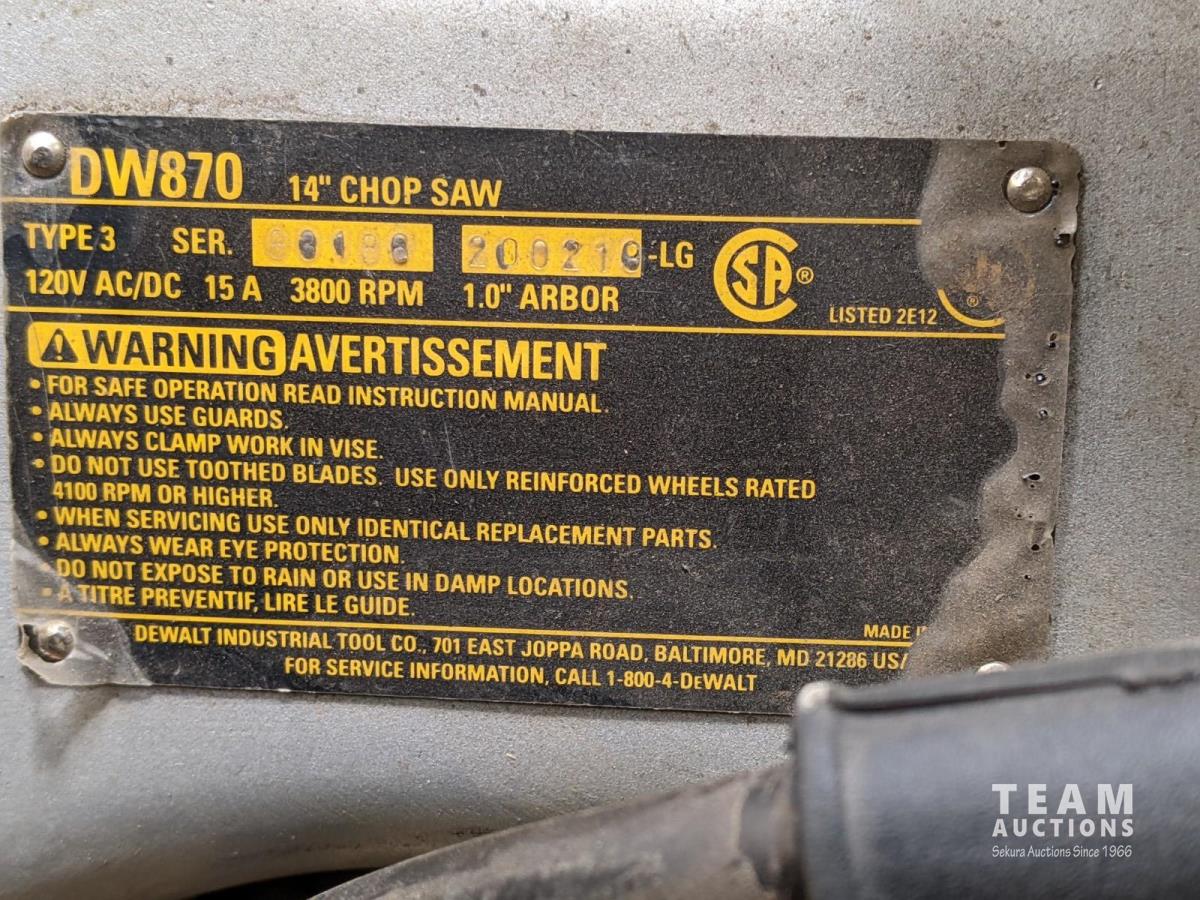 DW870 14" CHOP SAW
TYPE 3 SER. 200219-LG
120V AC/DC 15 A 3800 RPM 1.0" ARBOR
SA ®
LISTED 2E12 ®
WARNING AVERTISSEMENT
• FOR SAFE OPERATION READ INSTRUCTION MANUAL.
• ALWAYS USE GUARDS.
• ALWAYS CLAMP WORK IN VISE.
• DO NOT USE TOOTHED BLADES. USE ONLY REINFORCED WHEELS RATED
4100 RPM OR HIGHER.
• WHEN SERVICING USE ONLY IDENTICAL REPLACEMENT PARTS.
• ALWAYS WEAR EYE PROTECTION.
• DO NOT EXPOSE TO RAIN OR USE IN DAMP LOCATIONS.
• A TITRE PREVENTIF, LIRE LE GUIDE.
MADE
DEWALT INDUSTRIAL TOOL CO., 701 EAST JOPPA ROAD, BALTIMORE, MD 21286 US
FOR SERVICE INFORMATION, CALL 1-800-4-DEWALT
TEAM
AUCTIONS
Sekura Auctions Since 1966